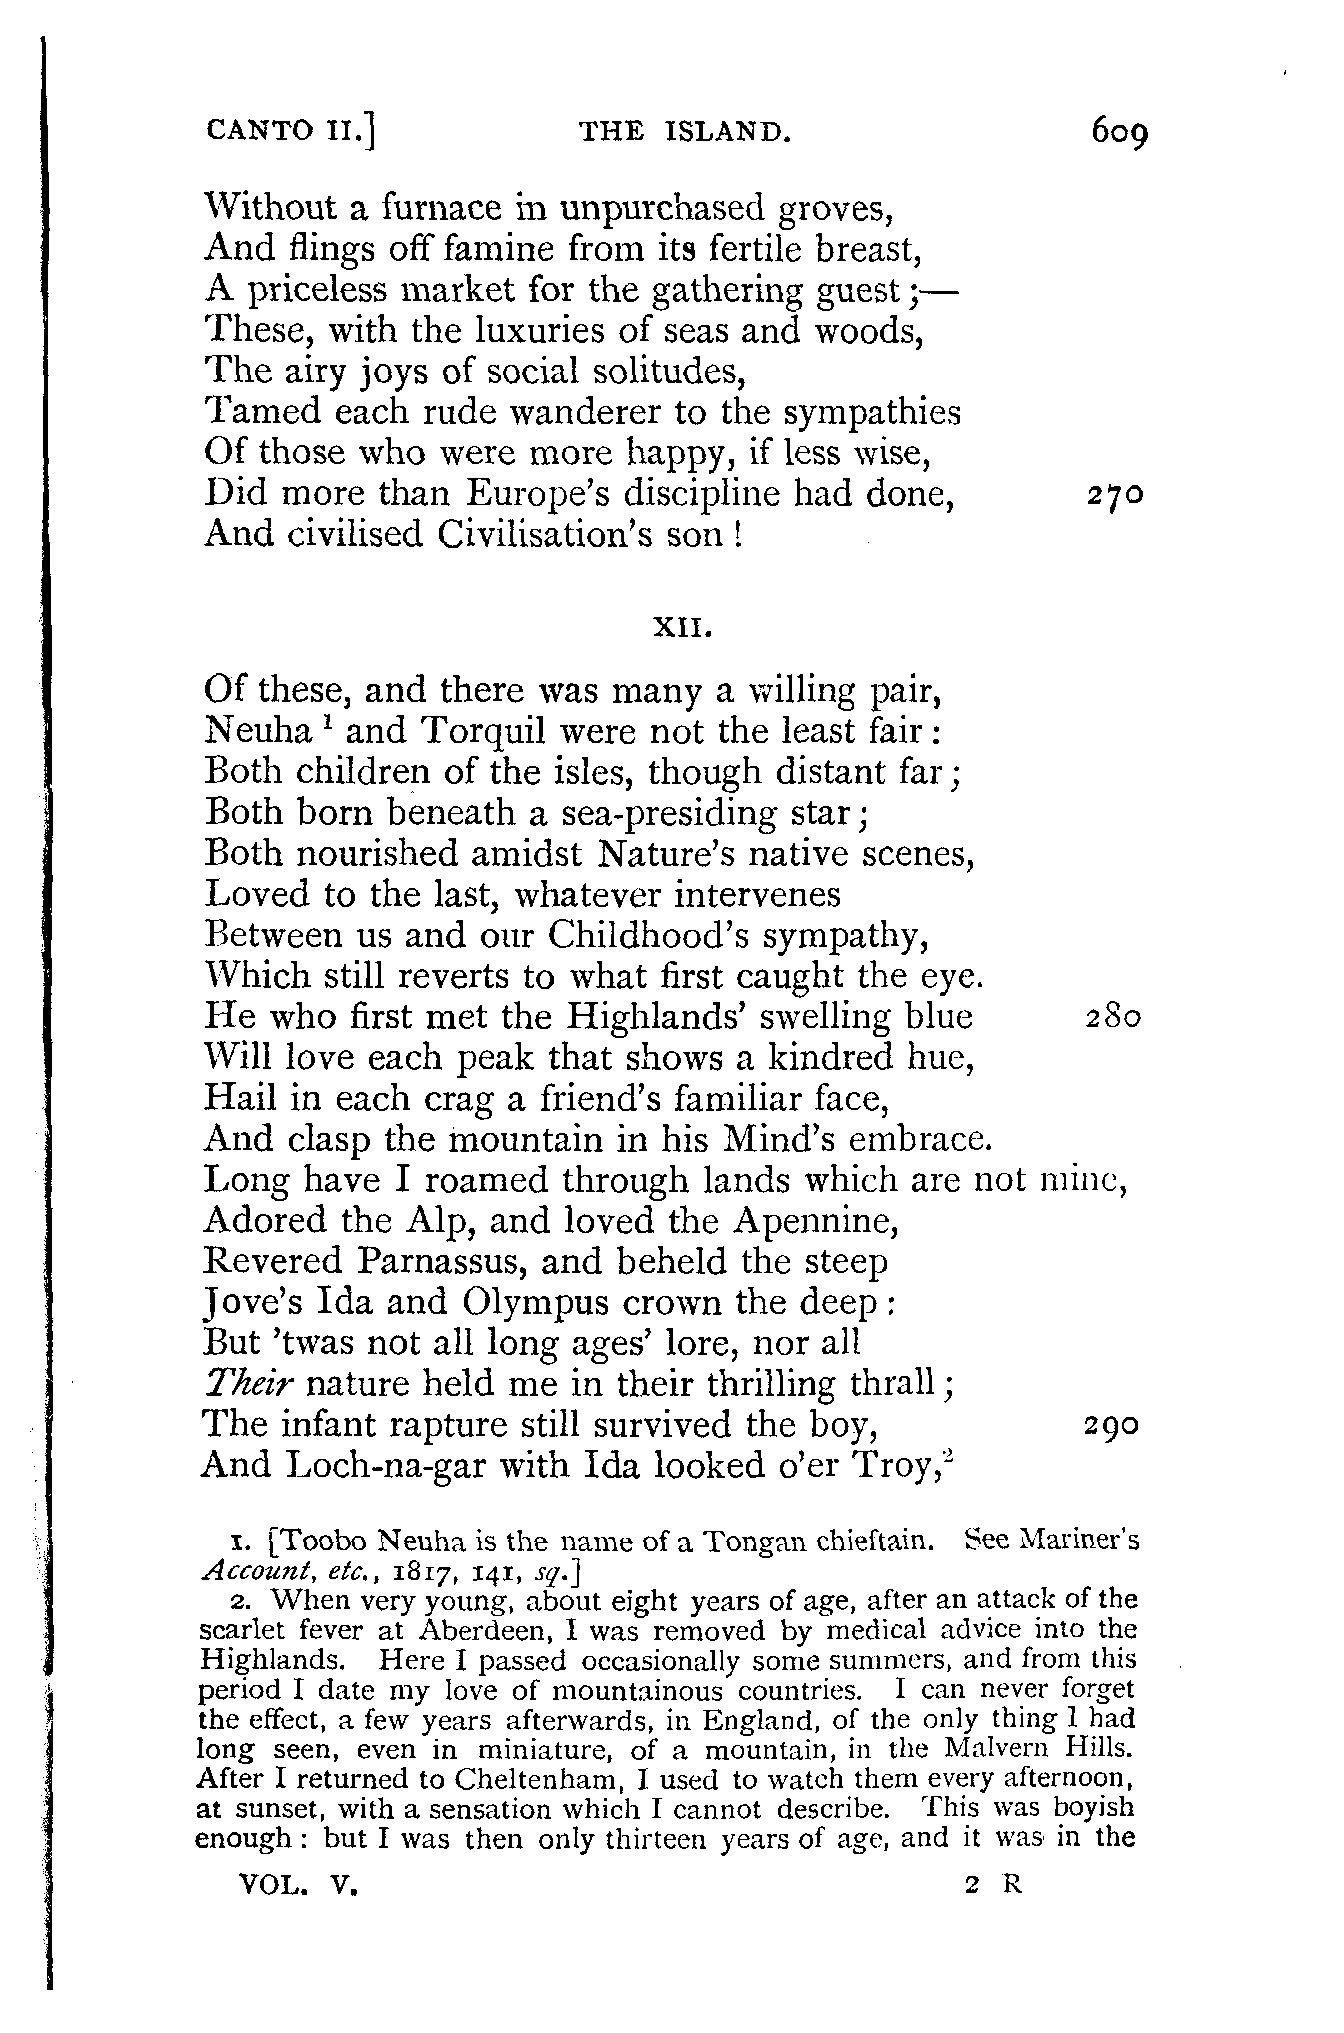 CANTO II.] THE ISLAND. 609
Without a furnace in unpurchased groves,
And flings off famine from its fertile breast,
A priceless market for the gathering guest ;—
These, with the luxuries of seas and woods,
The airy joys of social solitudes,
Tamed each rude wanderer to the sympathies
Of those who were more happy, if less wise,
Did more than Europe's discipline had done, 270
And civilised Civilisation's son !
XII.
Of these, and there was many a willing pair,
Neuha ¹ and Torquil were not the least fair :
Both children of the isles, though distant far ;
Both born beneath a sea-presiding star ;
Both nourished amidst Nature's native scenes,
Loved to the last, whatever intervenes
Between us and our Childhood's sympathy,
Which still reverts to what first caught the eye.
He who first met the Highlands' swelling blue 280
Will love each peak that shows a kindred hue,
Hail in each crag a friend's familiar face,
And clasp the mountain in his Mind's embrace.
Long have I roamed through lands which are not mine,
Adored the Alp, and loved the Apennine,
Revered Parnassus, and beheld the steep
Jove's Ida and Olympus crown the deep :
But 'twas not all long ages' lore, nor all
Their nature held me in their thrilling thrall ;
The infant rapture still survived the boy, 290
And Loch-na-gar with Ida looked o'er Troy,²
1. [Toobo Neuha is the name of a Tongan chieftain. See Mariner's
Account, etc., 1817, 141, sq.]
2. When very young, about eight years of age, after an attack of the
scarlet fever at Aberdeen, I was removed by medical advice into the
Highlands. Here I passed occasionally some summers, and from this
period I date my love of mountainous countries. I can never forget
the effect, a few years afterwards, in England, of the only thing I had
long seen, even in miniature, of a mountain, in the Malvern Hills.
After I returned to Cheltenham, I used to watch them every afternoon,
at sunset, with a sensation which I cannot describe. This was boyish
enough : but I was then only thirteen years of age, and it was in the
VOL. V. 2 R